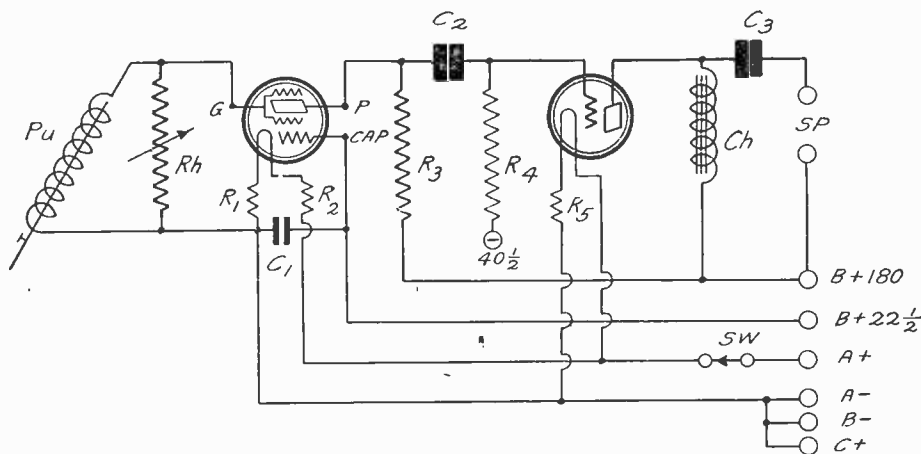 C2
C3
Pu
Rh
G
P
CAP
R1
R2
C1
R3
R4
40 1/2
R5
Ch
SP
B+180
B+22 1/2
SW
A+
A-
B-
C+